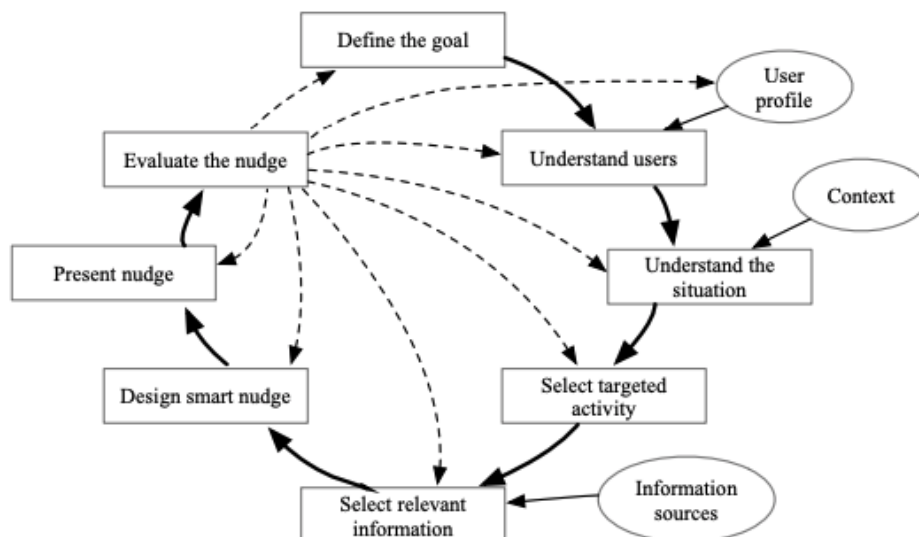 Define the goal
User
profile
Evaluate the nudge
Understand users
Context
Present nudge
Understand the
situation
Design smart nudge
Select targeted
activity
Select relevant
information
Information
sources